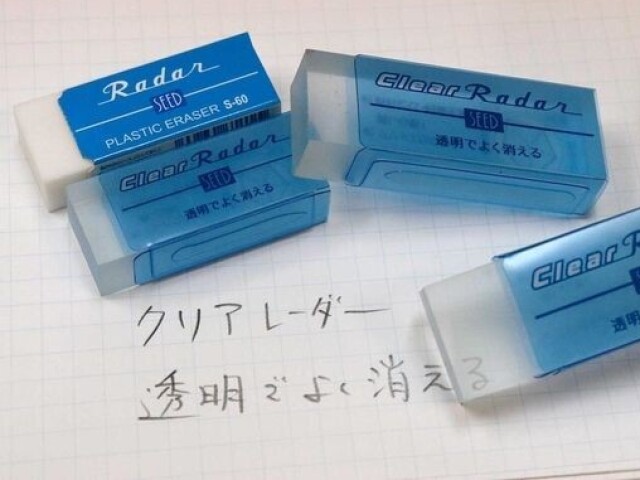 Radar
SEED
PLASTIC ERASER S-60
Clear Radar
SEED
透明でよく消える
Clear Radar
SEED
透明でよく消える
Clear
透明
クリアレーダー
透明でよく消える